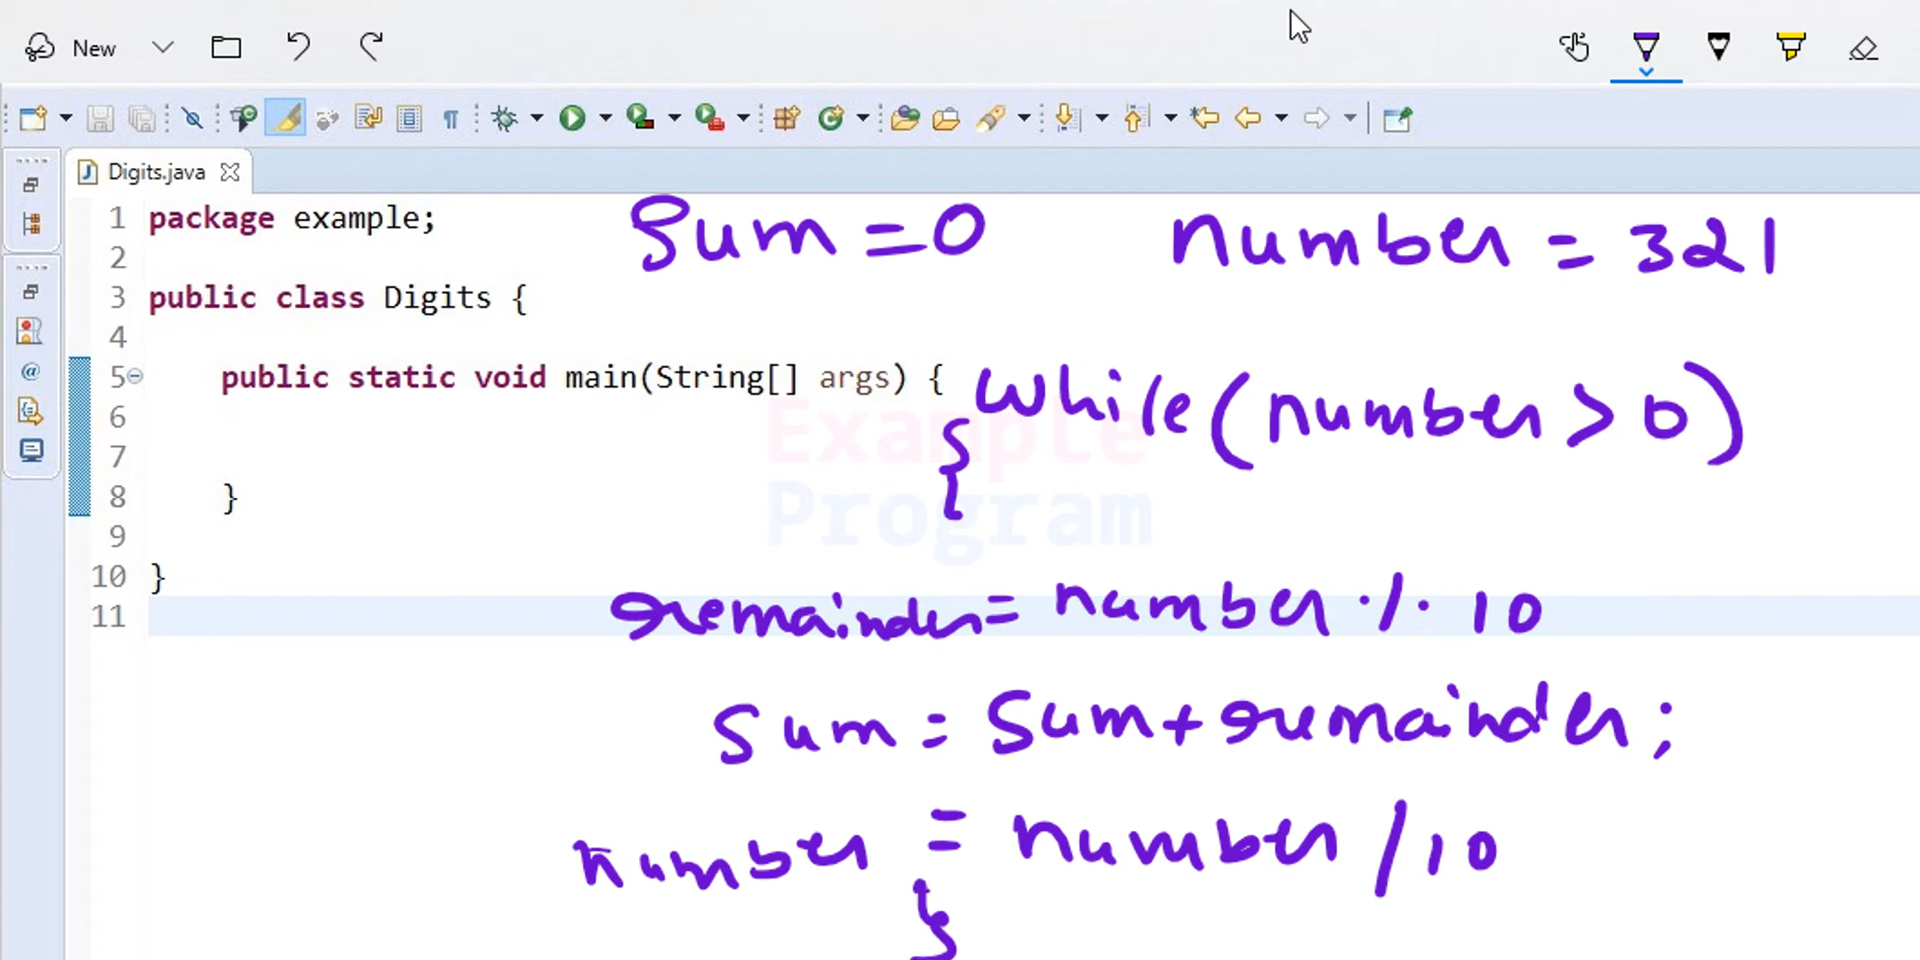 New
Digits.java
1 package example; Sum = 0 number = 321
2
3 public class Digits {
4
5 public static void main(String[] args) {
while(number > 0)
6
{
Example
7
Program
8 }
9
10 }
11
remainder = number % 10
Sum = Sum + remainder;
number = number / 10
}